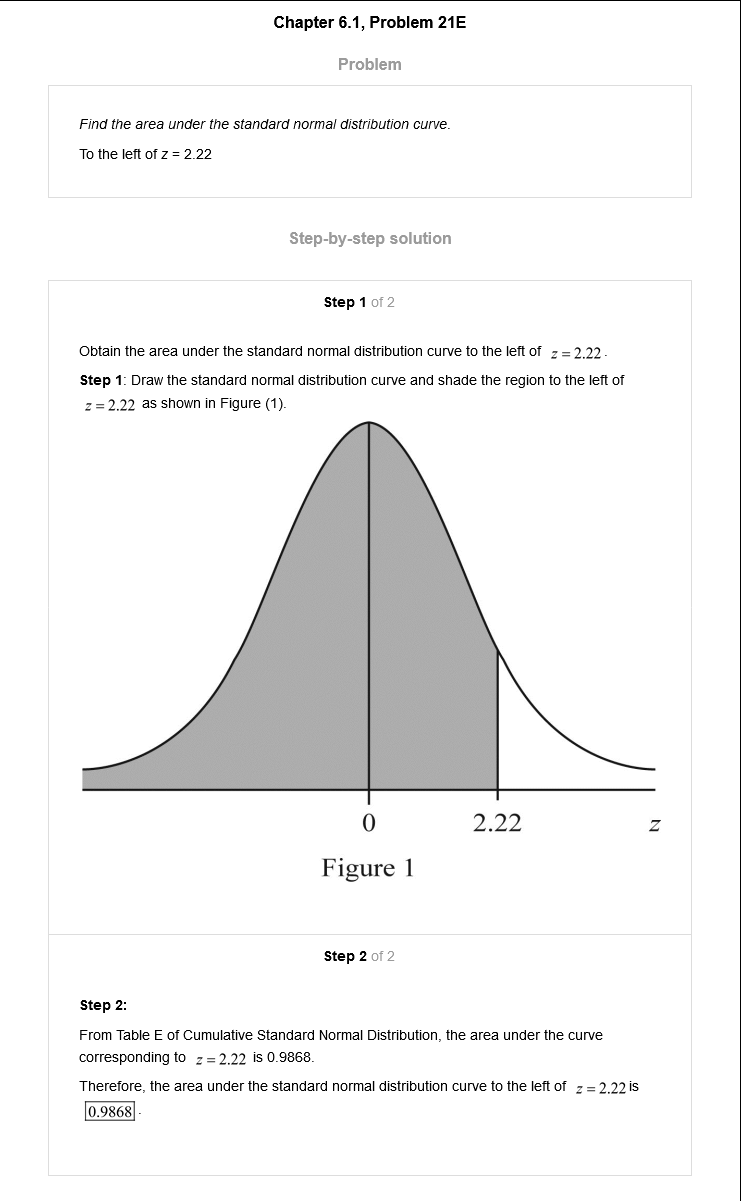 Chapter 6.1, Problem 21E
Problem
Find the area under the standard normal distribution curve.
To the left of z = 2.22
Step-by-step solution
Step 1 of 2
Obtain the area under the standard normal distribution curve to the left of z = 2.22 .
Step 1: Draw the standard normal distribution curve and shade the region to the left of
z = 2.22 as shown in Figure (1).
0 2.22 z
Figure 1
Step 2 of 2
Step 2:
From Table E of Cumulative Standard Normal Distribution, the area under the curve
corresponding to z = 2.22 is 0.9868.
Therefore, the area under the standard normal distribution curve to the left of z = 2.22 is
0.9868 .